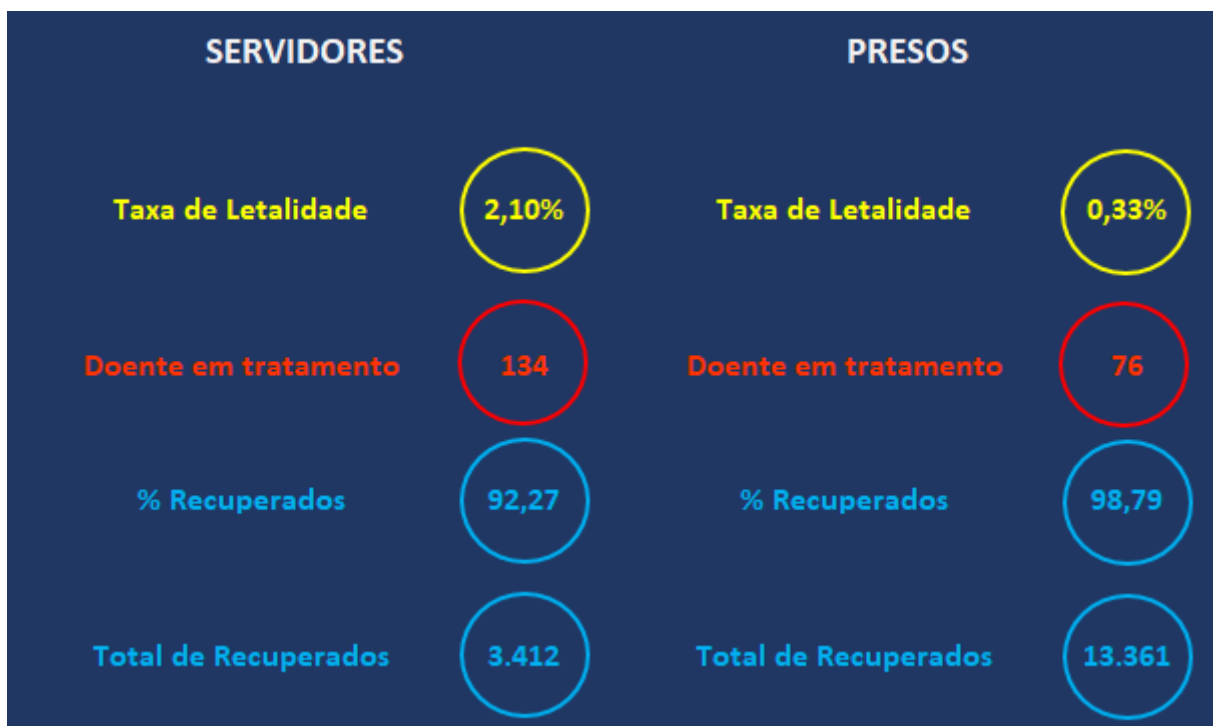 SERVIDORES
PRESOS
Taxa de Letalidade
2,10%
Taxa de Letalidade
0,33%
Doente em tratamento
134
Doente em tratamento
76
% Recuperados
92,27
% Recuperados
98,79
Total de Recuperados
3.412
Total de Recuperados
13.361